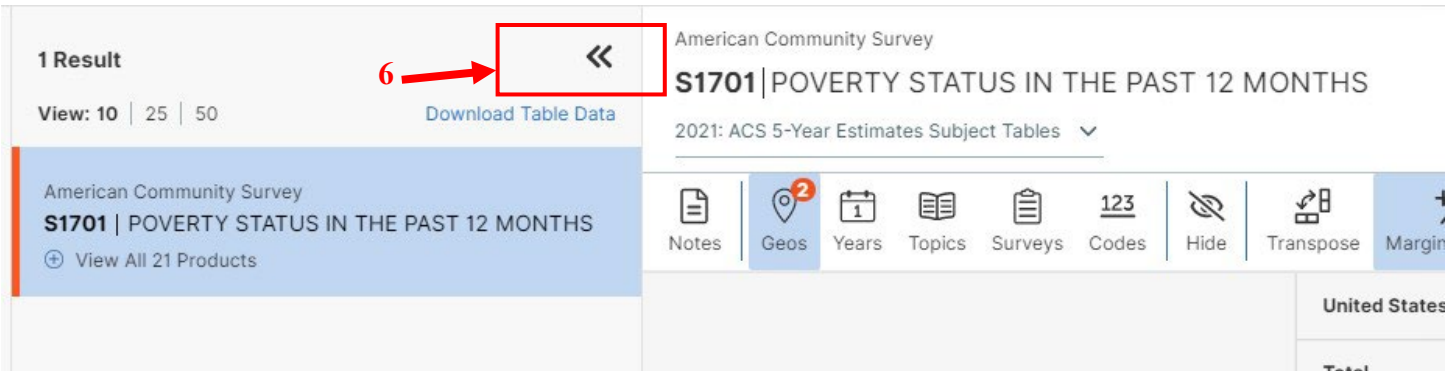 1 Result
6
View: 10 | 25 | 50
Download Table Data
American Community Survey
S1701 | POVERTY STATUS IN THE PAST 12 MONTHS
View All 21 Products
American Community Survey
S1701 | POVERTY STATUS IN THE PAST 12 MONTHS
2021: ACS 5-Year Estimates Subject Tables
2
1
123
Notes Geos Years Topics Surveys Codes Hide Transpose Margin
United States
Total